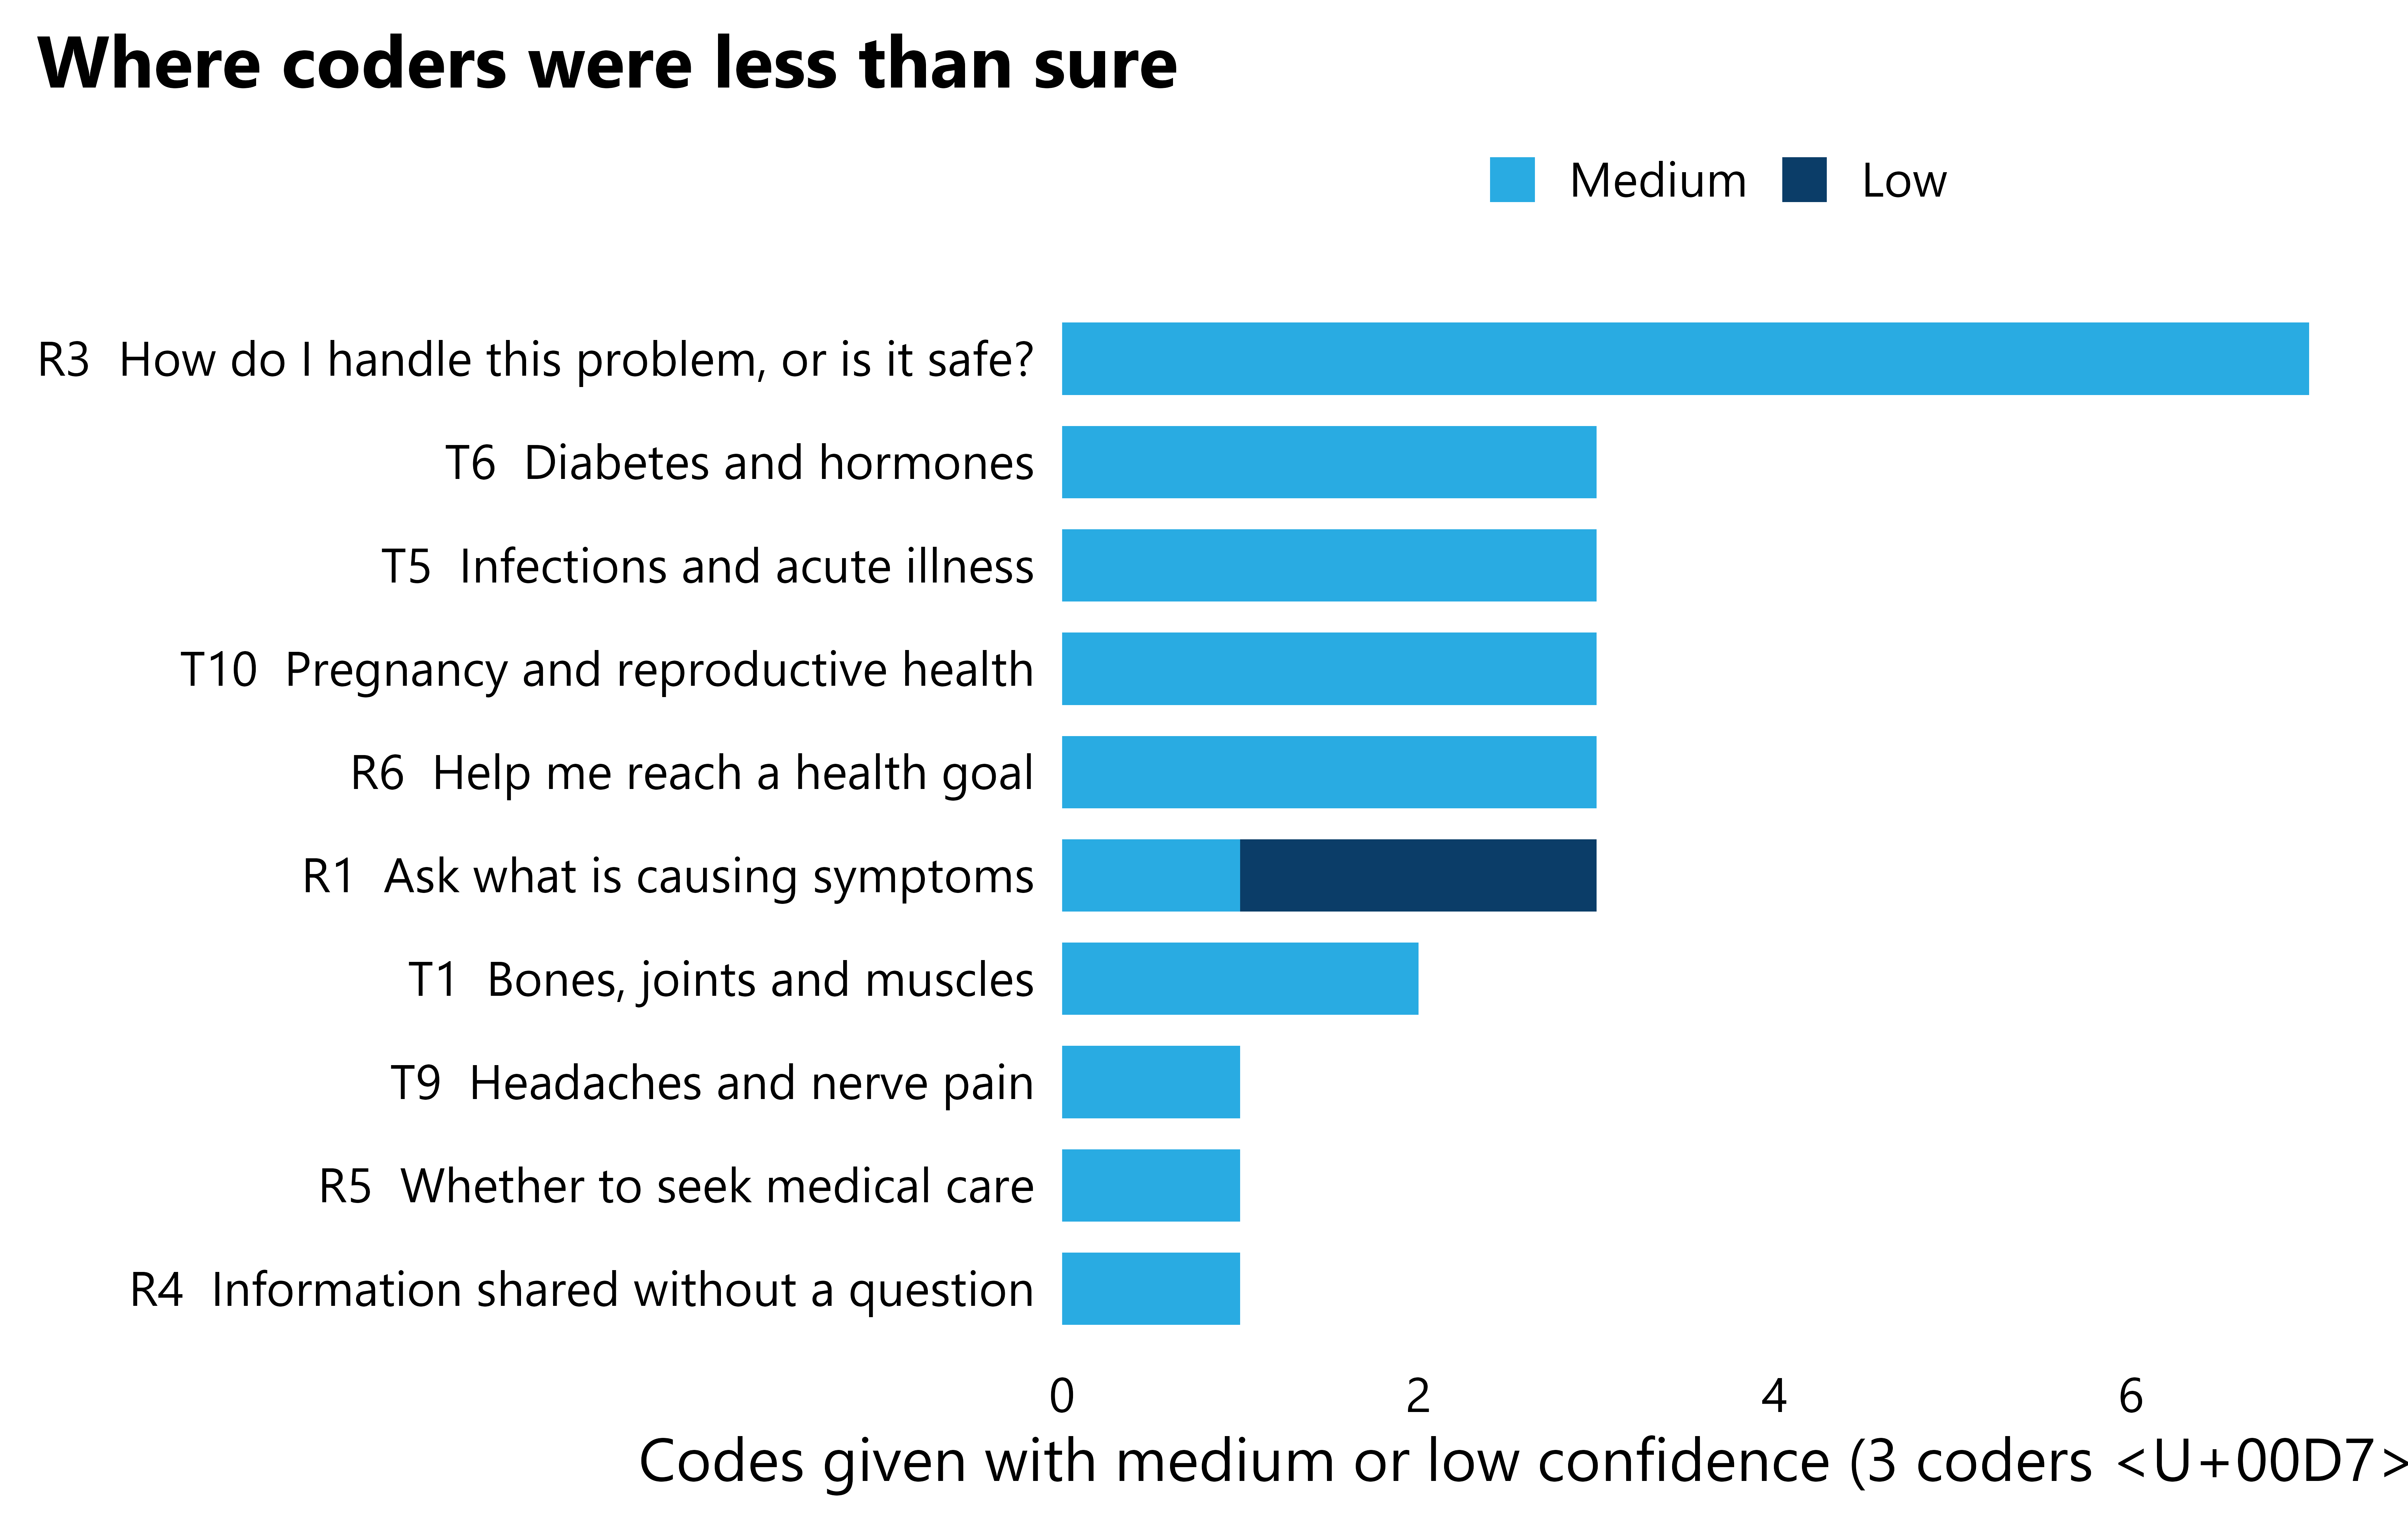 Where coders were less than sure
Medium Low
R3 How do I handle this problem, or is it safe?
T6 Diabetes and hormones
T5 Infections and acute illness
T10 Pregnancy and reproductive health
R6 Help me reach a health goal
R1 Ask what is causing symptoms
T1 Bones, joints and muscles
T9 Headaches and nerve pain
R5 Whether to seek medical care
R4 Information shared without a question
0 2 4 6
Codes given with medium or low confidence (3 coders <U+00D7>